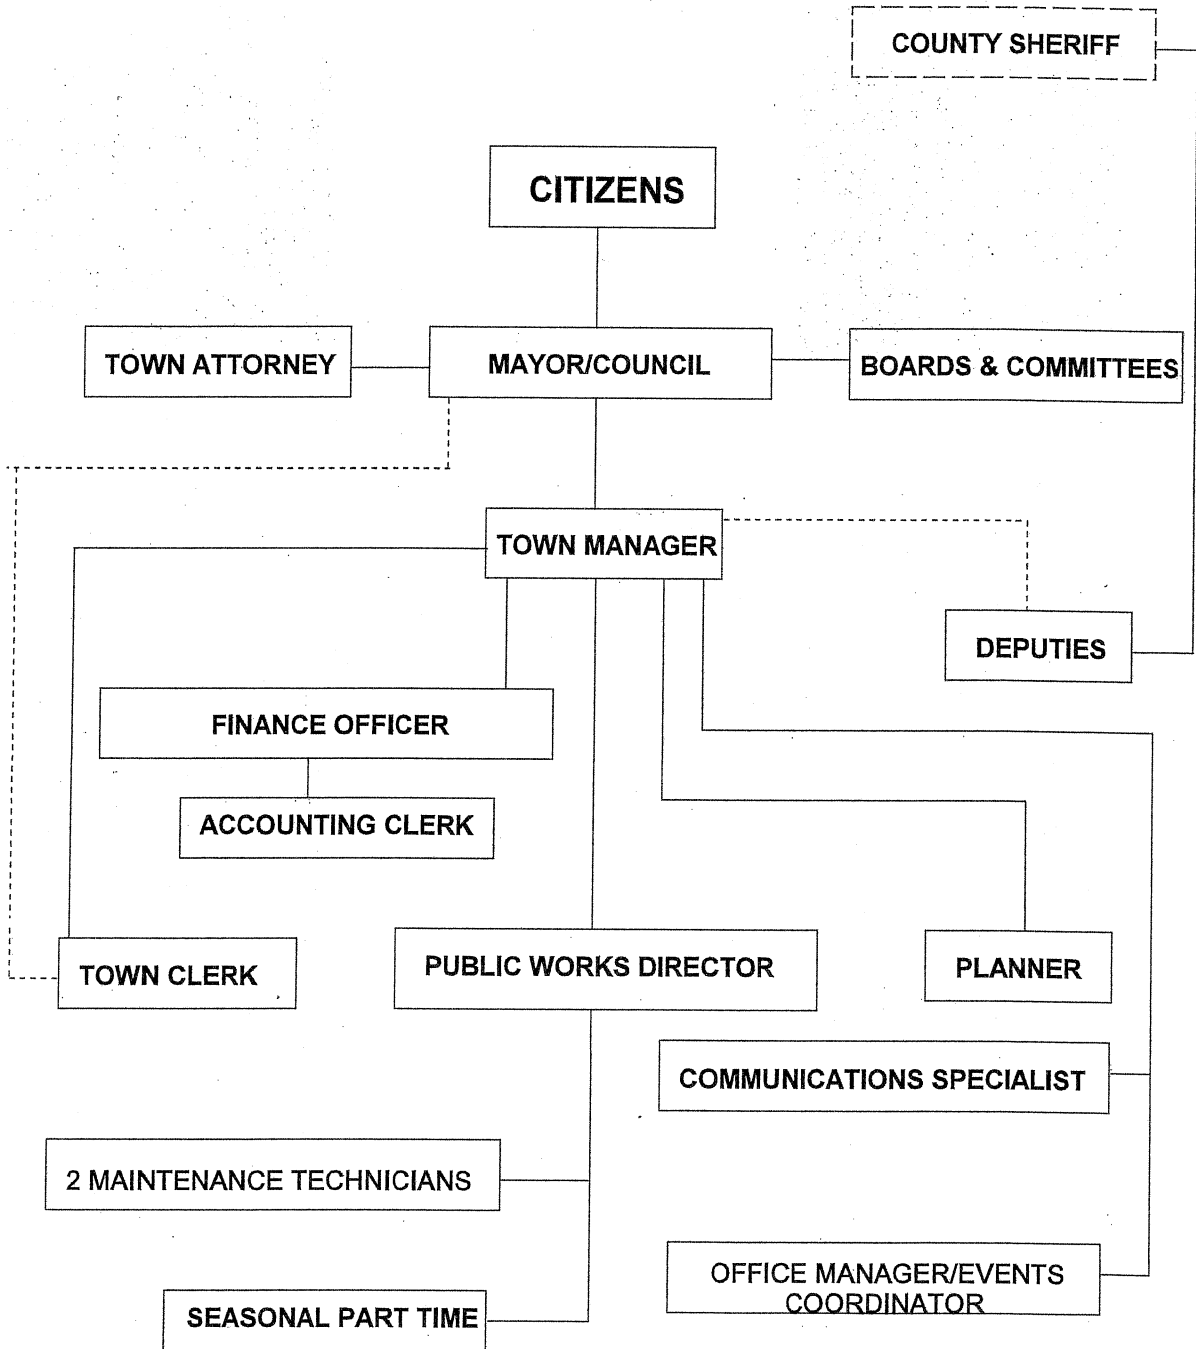 COUNTY SHERIFF
CITIZENS
TOWN ATTORNEY
MAYOR/COUNCIL
BOARDS & COMMITTEES
TOWN MANAGER
DEPUTIES
FINANCE OFFICER
ACCOUNTING CLERK
TOWN CLERK
PUBLIC WORKS DIRECTOR
PLANNER
COMMUNICATIONS SPECIALIST
2 MAINTENANCE TECHNICIANS
OFFICE MANAGER/EVENTS
COORDINATOR
SEASONAL PART TIME